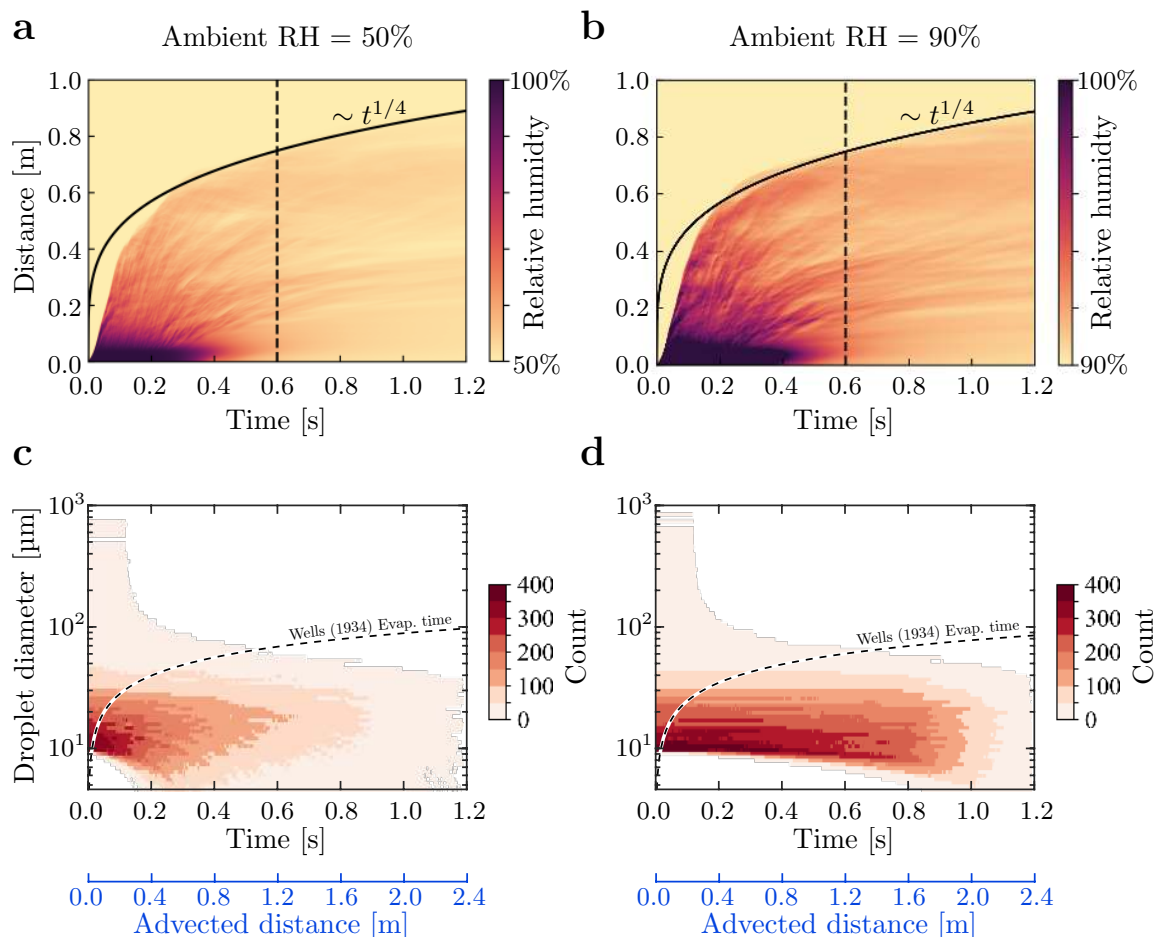 a
Ambient RH = 50%
1.0
0.8
0.6
0.4
0.2
0.0
Distance [m]
∼ t^{1/4}
0.0 0.2 0.4 0.6 0.8 1.0 1.2
Time [s]
100%
50%
Relative humidty
b
Ambient RH = 90%
1.0
0.8
0.6
0.4
0.2
0.0
∼ t^{1/4}
0.0 0.2 0.4 0.6 0.8 1.0 1.2
Time [s]
100%
90%
Relative humidty
c
10^3
10^2
10^1
Droplet diameter [µm]
Wells (1934) Evap. time
0.0 0.2 0.4 0.6 0.8 1.0 1.2
Time [s]
400
300
200
100
0
Count
0.0 0.4 0.8 1.2 1.6 2.0 2.4
Advected distance [m]
d
10^3
10^2
10^1
Wells (1934) Evap. time
0.0 0.2 0.4 0.6 0.8 1.0 1.2
Time [s]
400
300
200
100
0
Count
0.0 0.4 0.8 1.2 1.6 2.0 2.4
Advected distance [m]